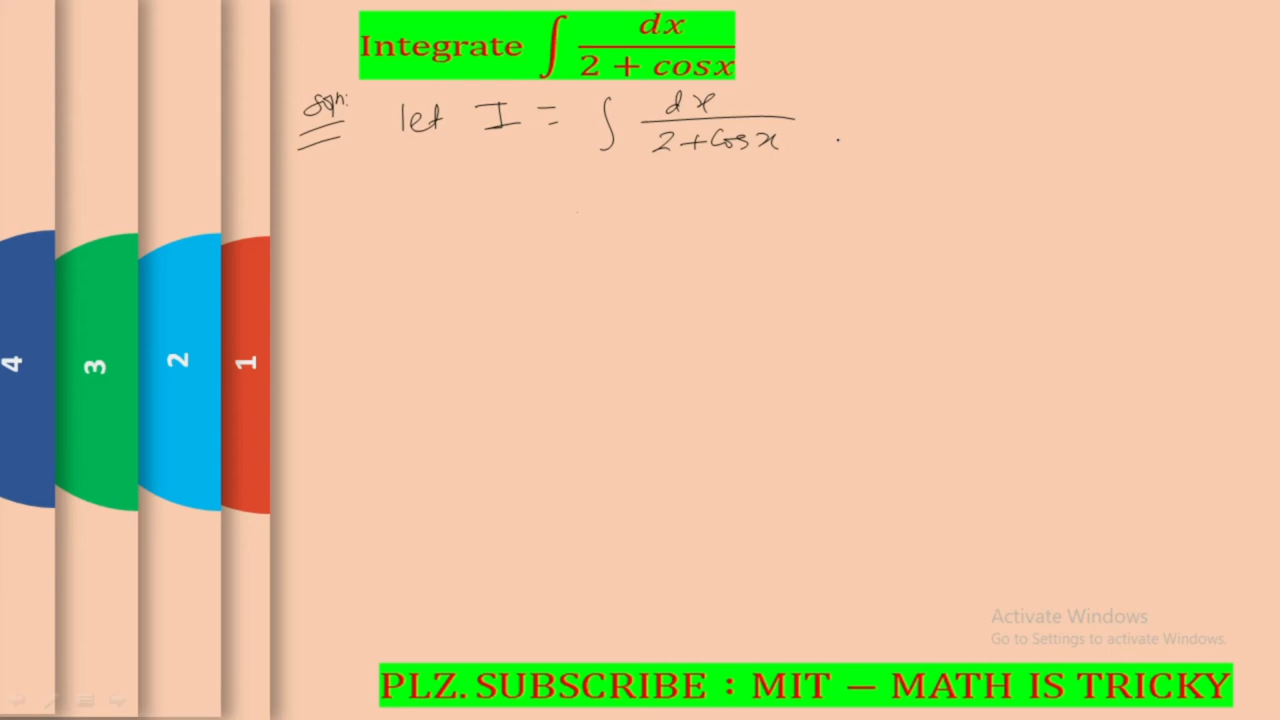 Integrate ∫ dx / 2 + cosx
Soln: let I = ∫ dx / 2+Cosx .
4
3
2
1
Activate Windows
Go to Settings to activate Windows.
PLZ. SUBSCRIBE : MIT − MATH IS TRICKY